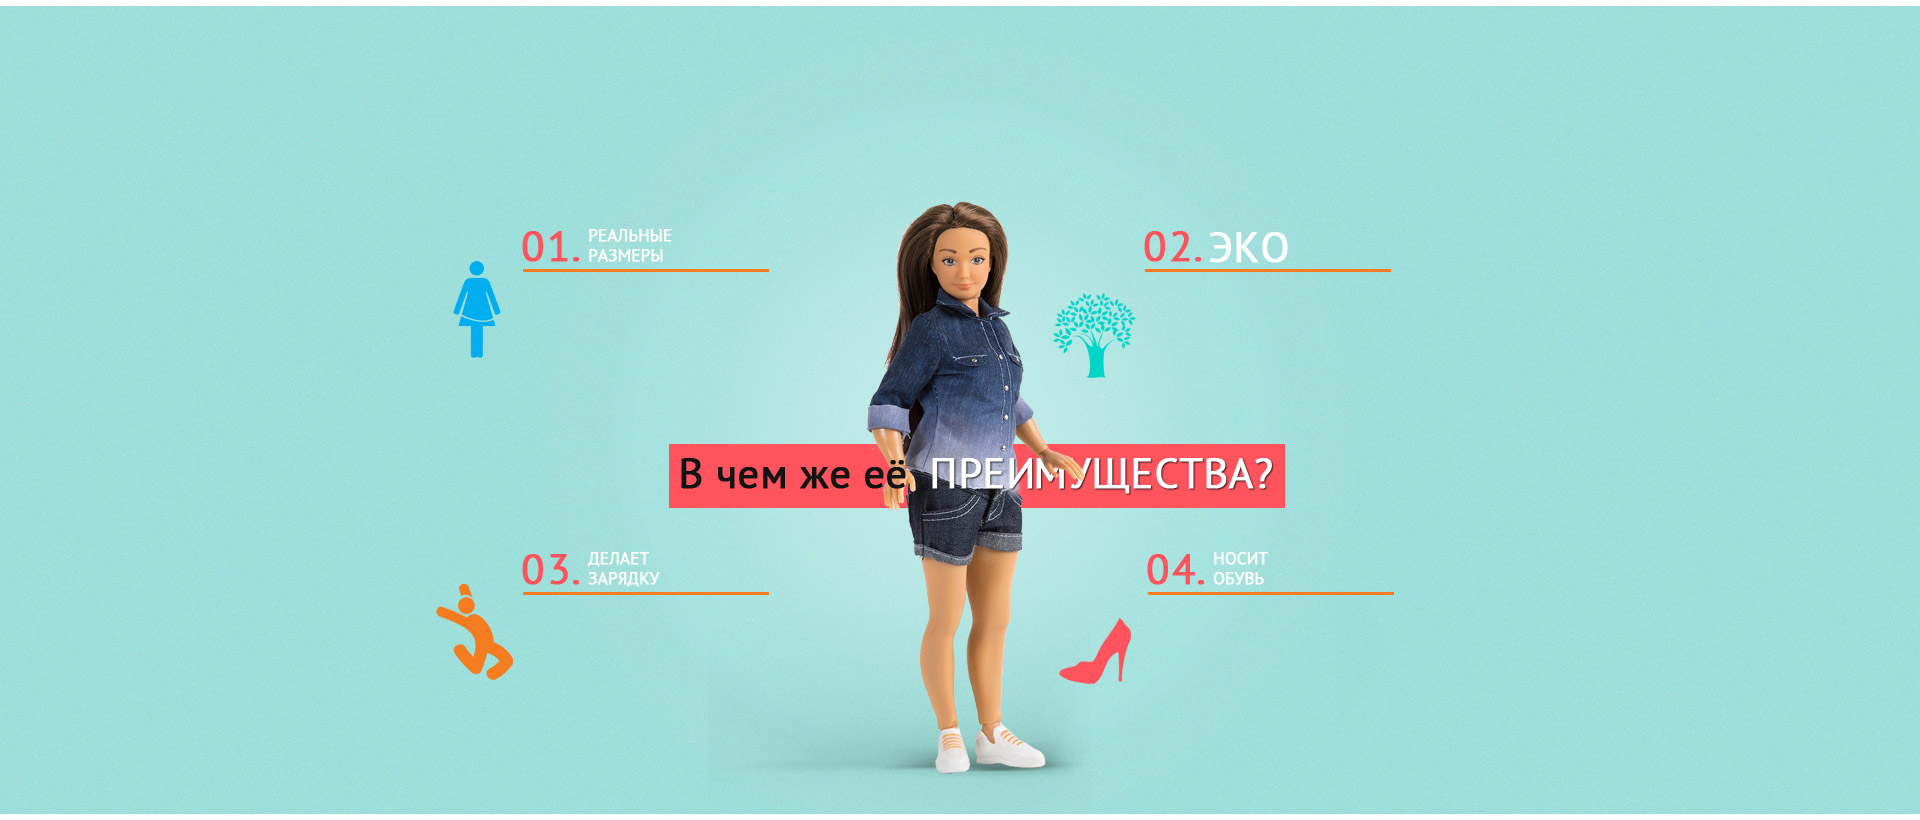 01. РЕАЛЬНЫЕ
РАЗМЕРЫ
02. ЭКО
В чем же её ПРЕИМУЩЕСТВА?
03. ДЕЛАЕТ
ЗАРЯДКУ
04. НОСИТ
ОБУВЬ